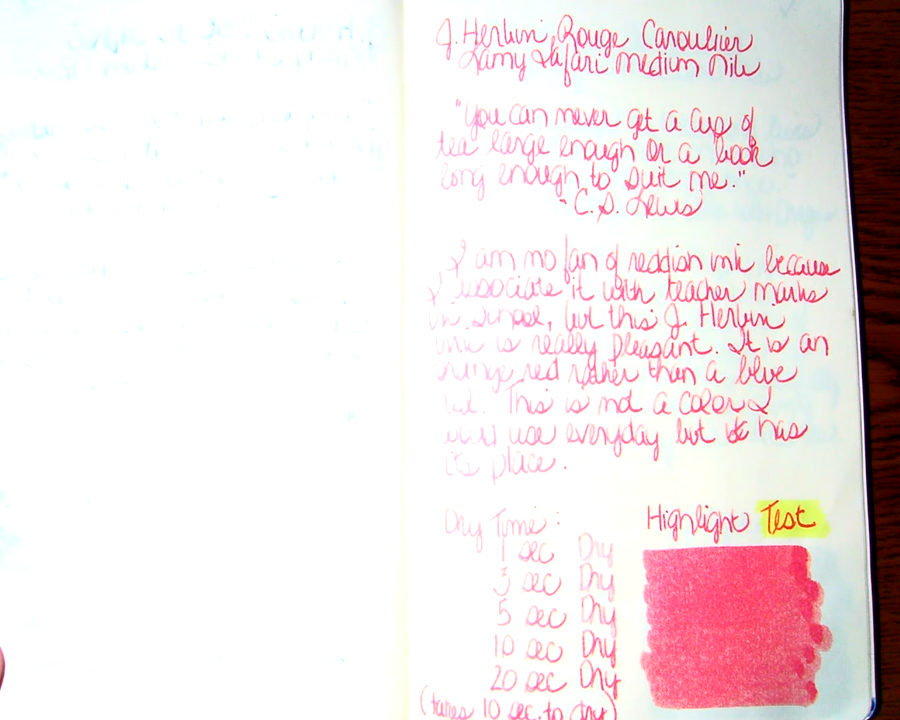 J. Herbin Rouge Caroubier
Lamy Safari medium Nib
"You can never get a cup of
tea large enough or a book
long enough to suit me."
- C. S. Lewis
I am no fan of reddish ink because
I associate it with teacher marks
in school, but this J. Herbin
ink is really pleasant. It is an
orange red rather than a blue
red. This is not a color I
would use everyday but it has
its place.
Dry Time:
1 sec Dry
3 sec Dry
5 sec Dry
10 sec Dry
20 sec Dry
(takes 10 sec. to dry)
Highlight Test